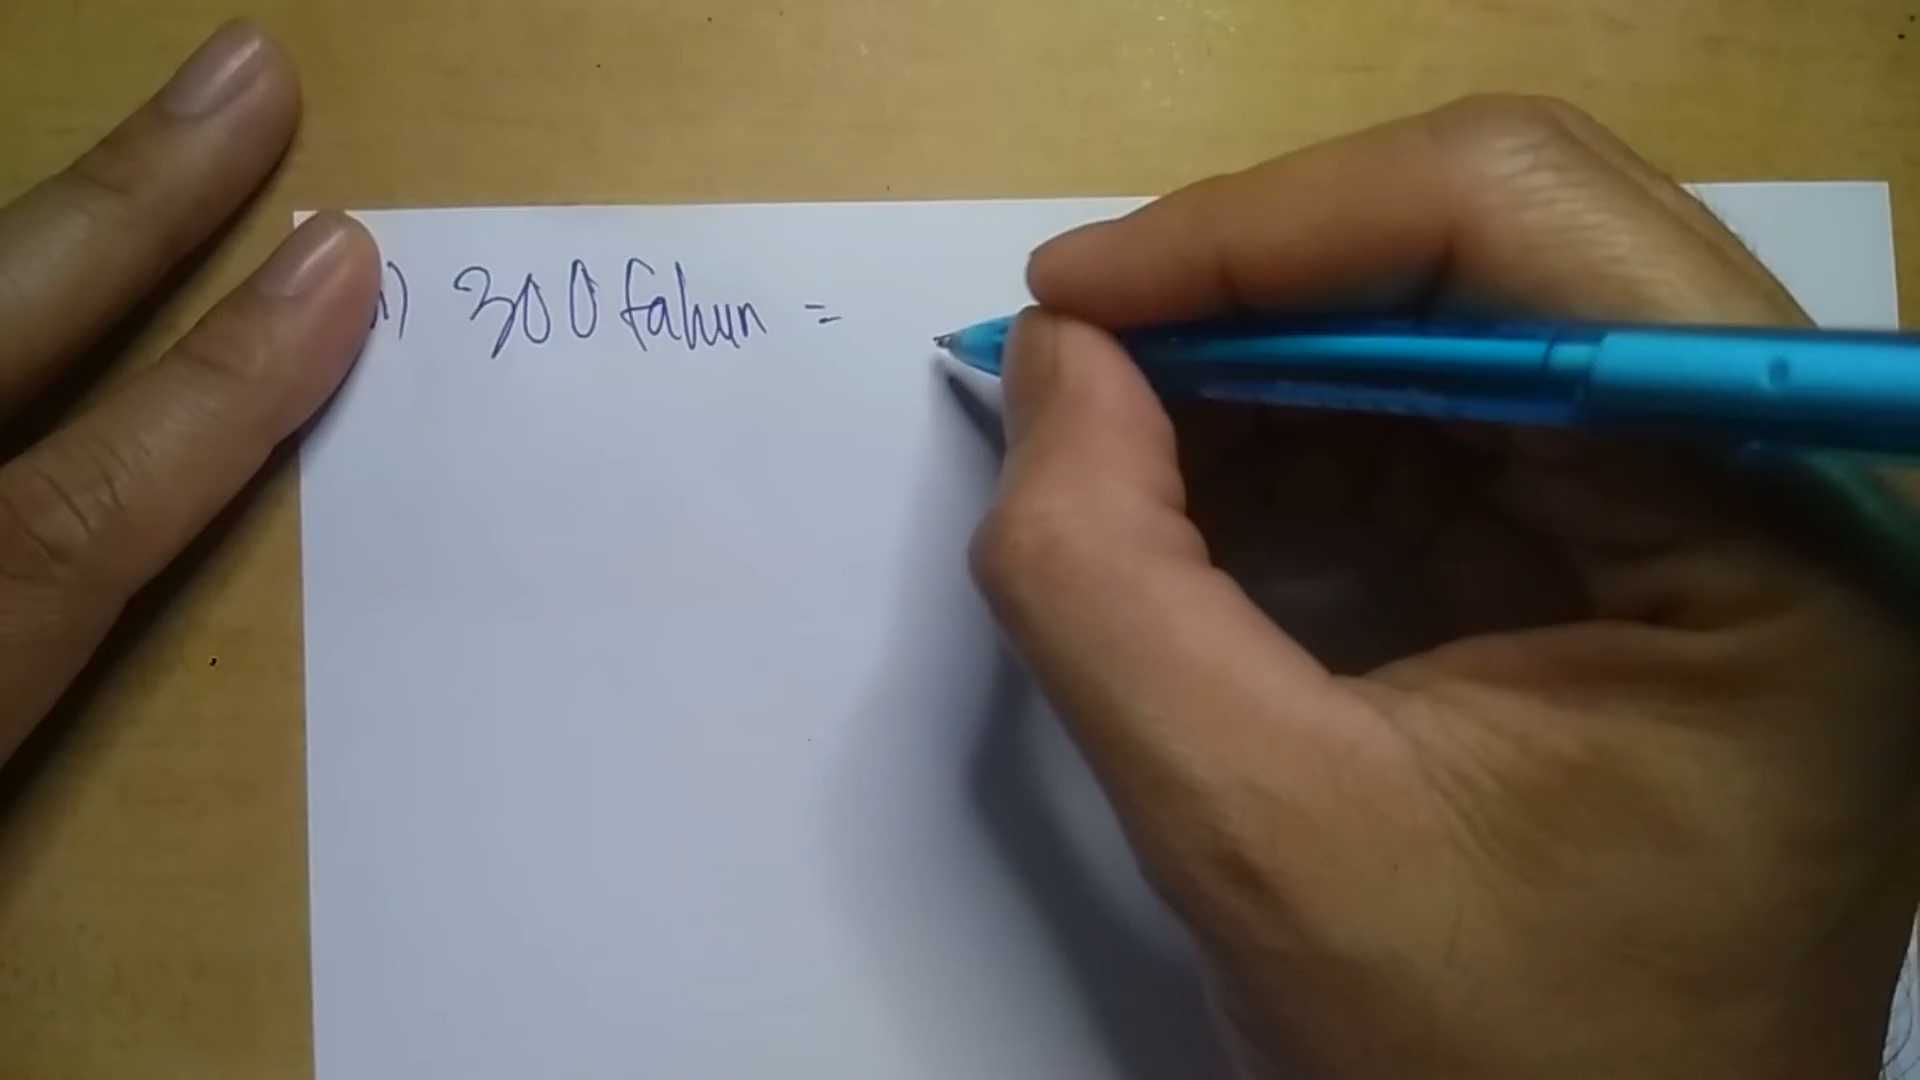 ) 300 tahun =